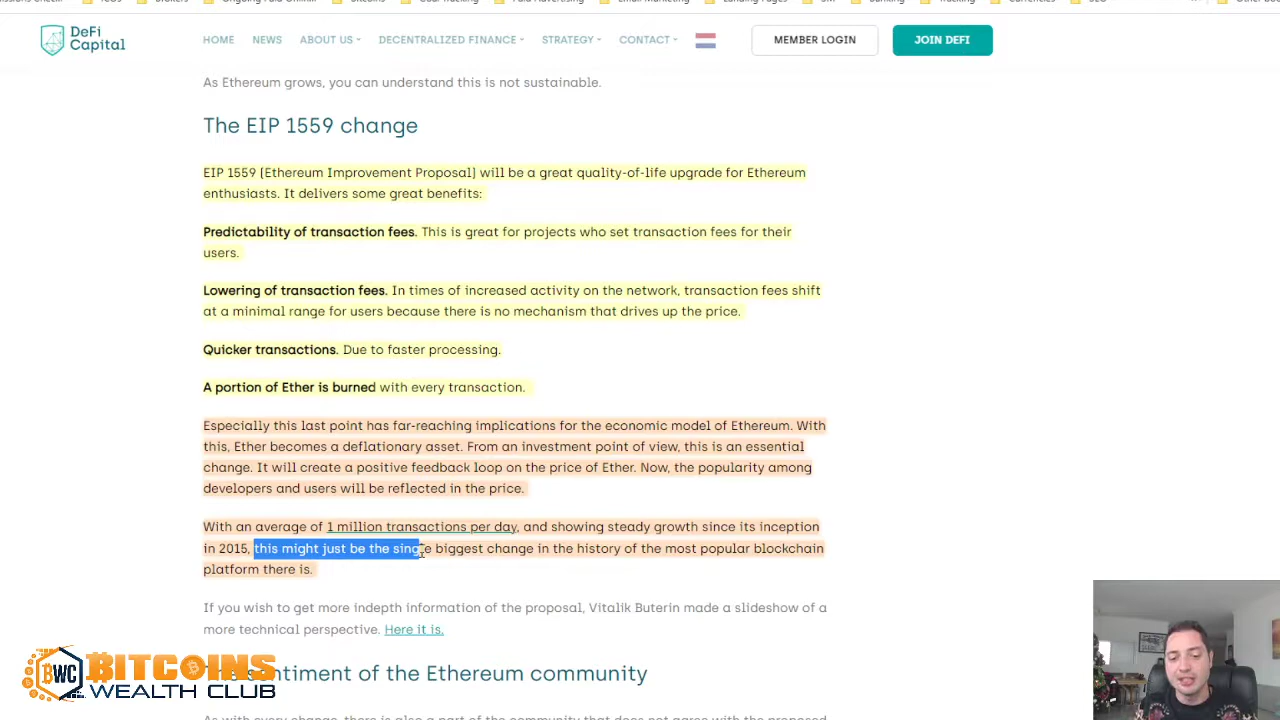 DeFi
Capital
HOME NEWS ABOUT US DECENTRALIZED FINANCE STRATEGY CONTACT MEMBER LOGIN JOIN DEFI
As Ethereum grows, you can understand this is not sustainable.
The EIP 1559 change
EIP 1559 (Ethereum Improvement Proposal) will be a great quality-of-life upgrade for Ethereum
enthusiasts. It delivers some great benefits:
Predictability of transaction fees. This is great for projects who set transaction fees for their
users.
Lowering of transaction fees. In times of increased activity on the network, transaction fees shift
at a minimal range for users because there is no mechanism that drives up the price.
Quicker transactions. Due to faster processing.
A portion of Ether is burned with every transaction.
Especially this last point has far-reaching implications for the economic model of Ethereum. With
this, Ether becomes a deflationary asset. From an investment point of view, this is an essential
change. It will create a positive feedback loop on the price of Ether. Now, the popularity among
developers and users will be reflected in the price.
With an average of 1 million transactions per day, and showing steady growth since its inception
in 2015, this might just be the single biggest change in the history of the most popular blockchain
platform there is.
If you wish to get more indepth information of the proposal, Vitalik Buterin made a slideshow of a
more technical perspective. Here it is.
sentiment of the Ethereum community
BWC BITCOINS
WEALTH CLUB
As with every change, there is also a part of the community that does not agree with the proposed